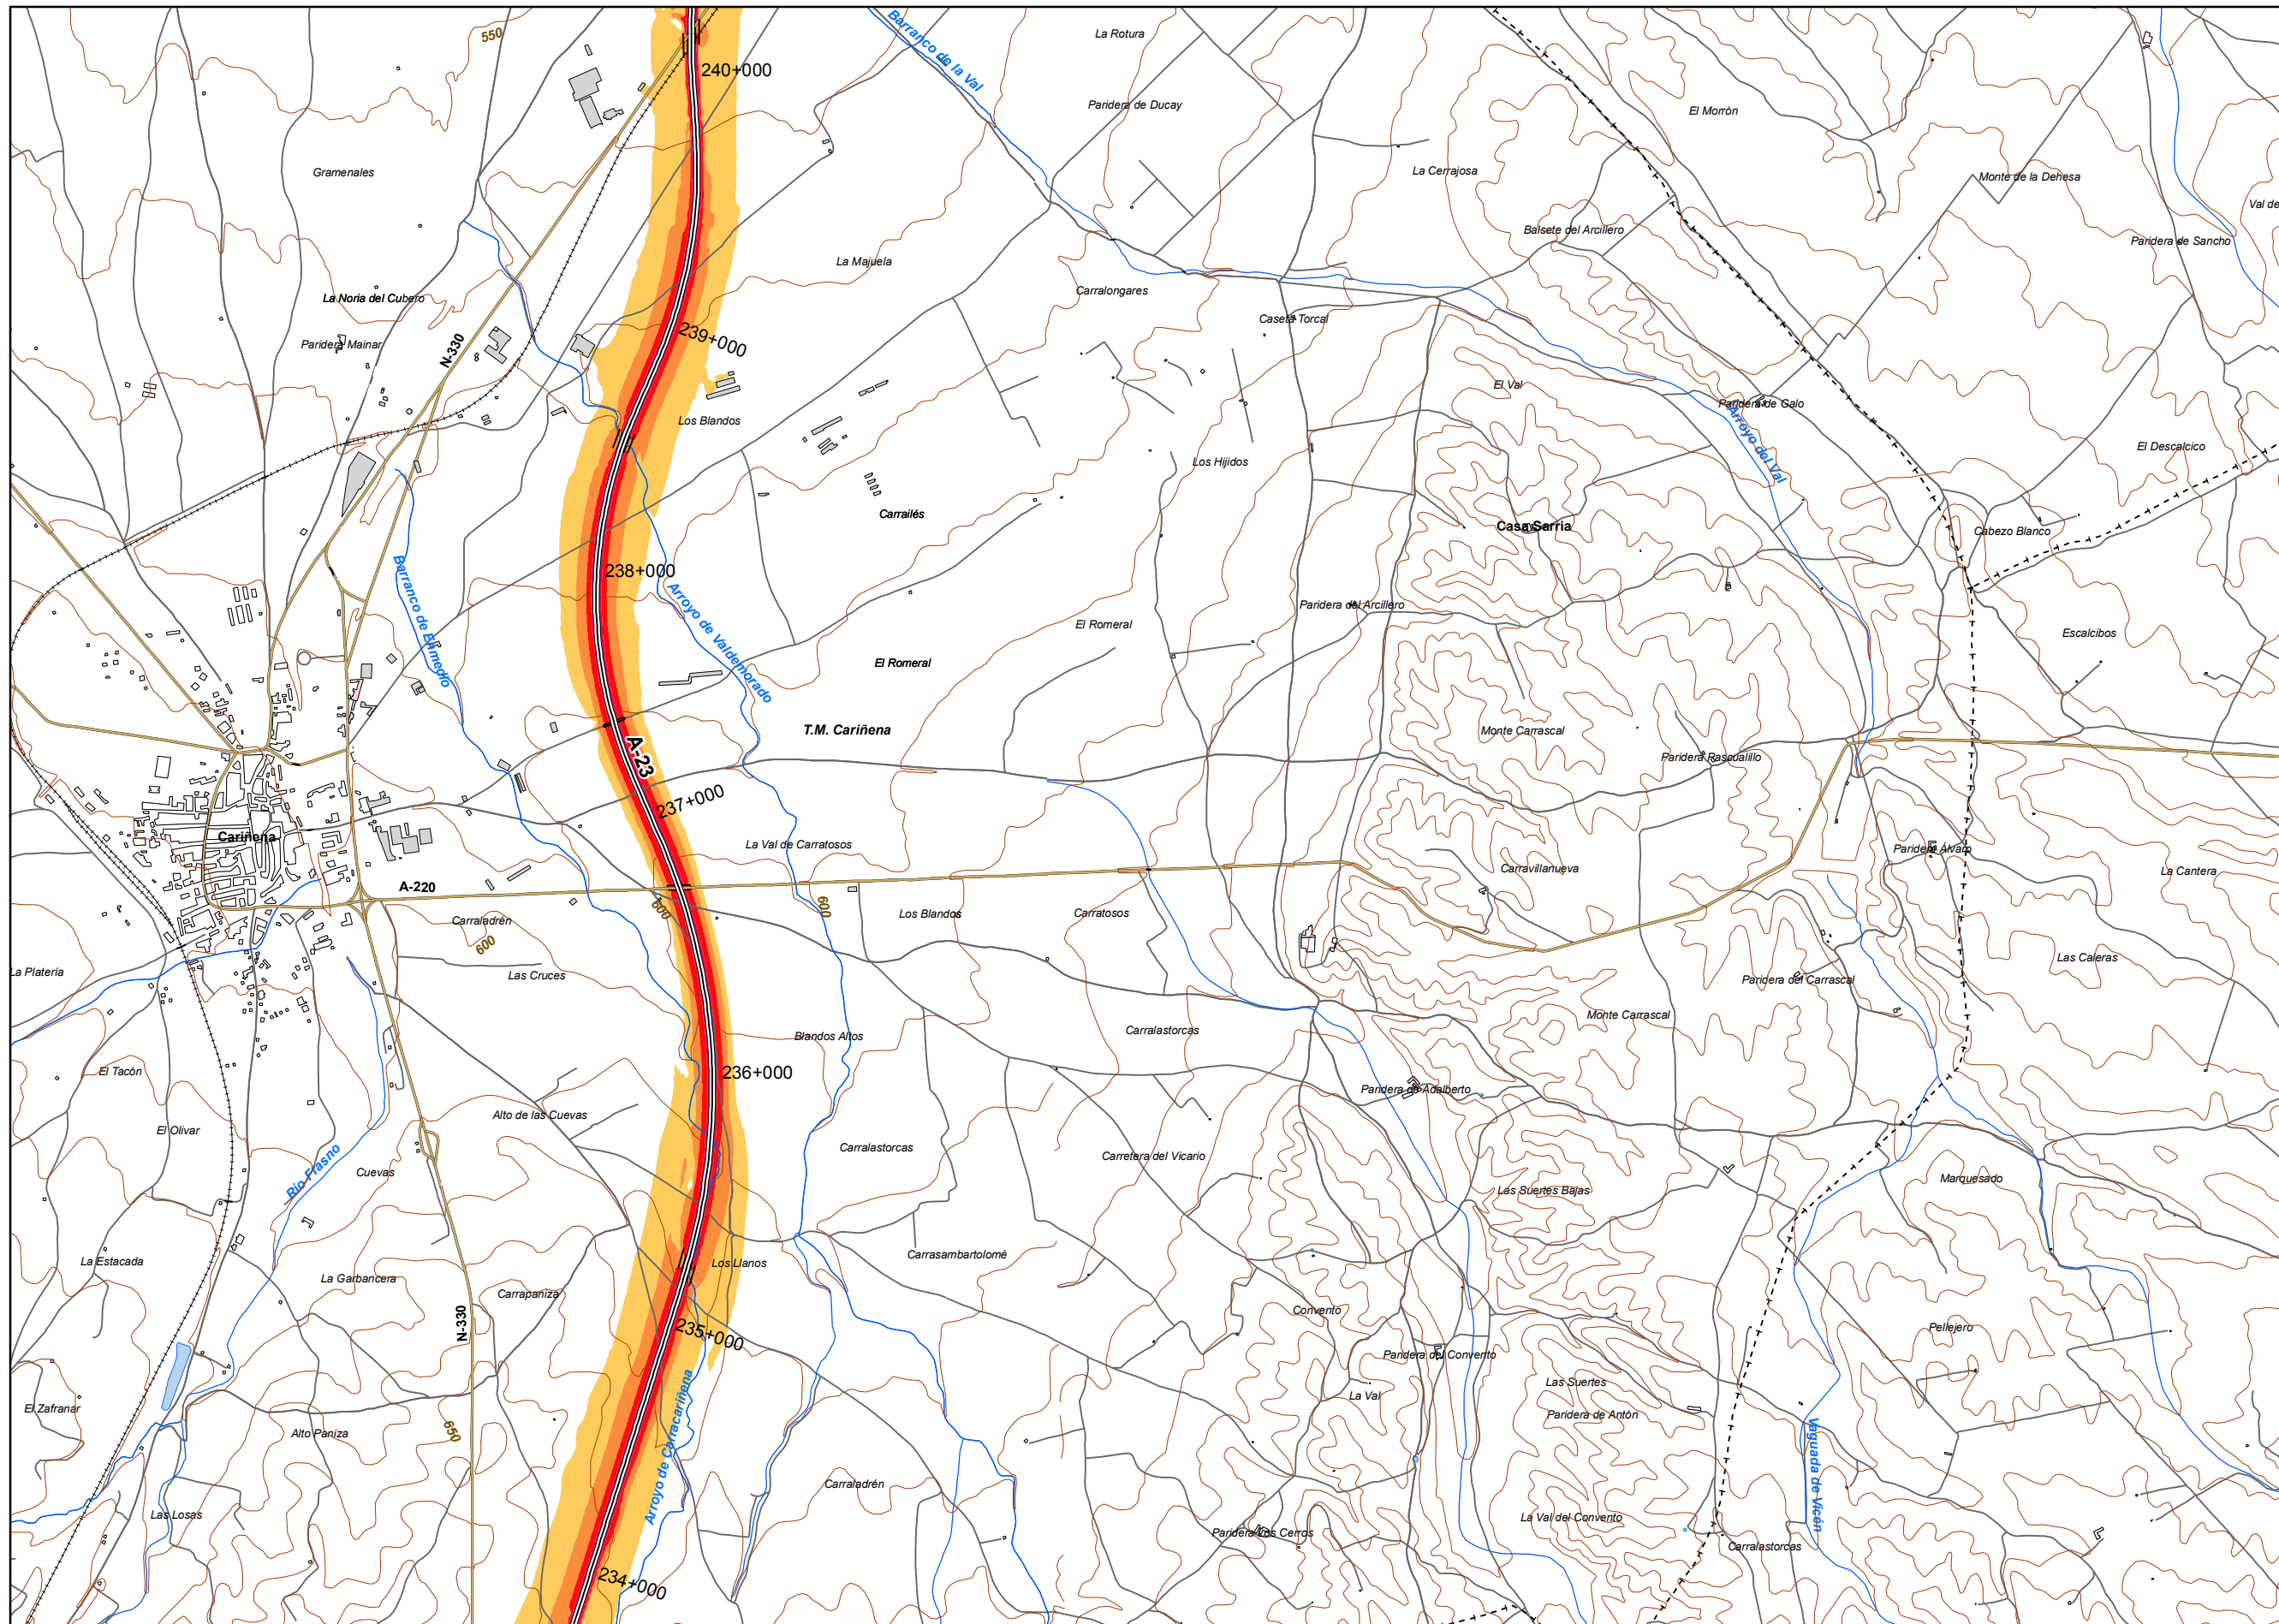 550
Barranco de la Val
La Rotura
240+000
Paridera de Ducay
El Morrón
Gramenales
La Cerrajosa
Monte de la Dehesa
Val de
Balsete del Arcillero
Paridera de Sancho
La Majuela
La Noria del Cubero
Carralongares
Caseta Torcal
Paridera Mainar
N-330
239+000
El Val
Paridera de Galo
Los Blandos
Arroyo del Val
El Descalcico
Los Hijidos
Carrailés
Casa Sarria
Cabezo Blanco
238+000
Barranco de Enmedio
Arroyo de Valdemorado
Paridera del Arcillero
El Romeral
Escalcibos
El Romeral
T.M. Cariñena
Monte Carrascal
A-23
Paridera Rascualillo
237+000
Cariñena
La Val de Carratosos
Paridera Álvaro
Carravillanueva
La Cantera
A-220
600
600
Carraladrén
Los Blandos
Carratosos
600
La Platería
Las Cruces
Las Caleras
Paridera del Carrascal
Monte Carrascal
Blandos Altos
Carralastorcas
El Tacón
236+000
Paridera de Adalberto
Alto de las Cuevas
El Olivar
Carralastorcas
Carretera del Vicario
Río Frasno
Cuevas
Marquesado
Las Suertes Bajas
La Estacada
Carrasambartolomé
Los Llanos
La Garbancera
Carrapaniza
Convento
N-330
235+000
Pellejero
Paridera del Convento
Las Suertes
La Val
El Zafranar
Paridera de Antón
Alto Paniza
650
Arroyo de Carracariñena
Vaguada de Vicén
Carraladrén
Las Losas
La Val del Convento
Paridera Los Cerros
Carralastorcas
234+000